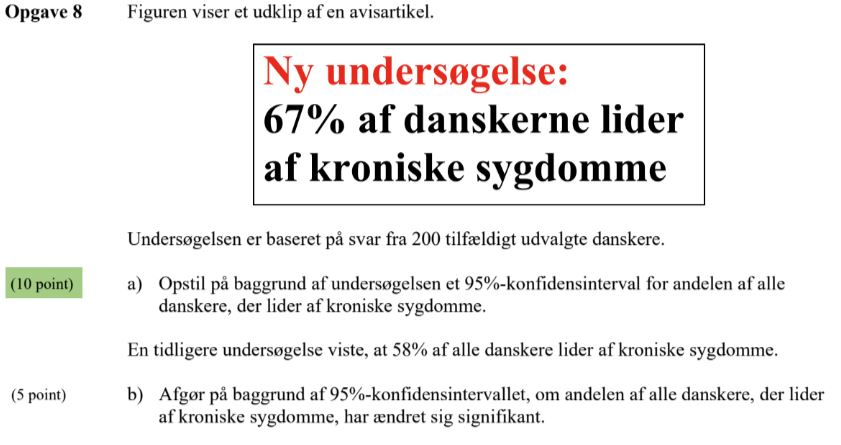 Opgave 8 Figuren viser et udklip af en avisartikel.
Ny undersøgelse:
67% af danskerne lider
af kroniske sygdomme
Undersøgelsen er baseret på svar fra 200 tilfældigt udvalgte danskere.
(10 point) a) Opstil på baggrund af undersøgelsen et 95%-konfidensinterval for andelen af alle
danskere, der lider af kroniske sygdomme.
En tidligere undersøgelse viste, at 58% af alle danskere lider af kroniske sygdomme.
(5 point) b) Afgør på baggrund af 95%-konfidensintervallet, om andelen af alle danskere, der lider
af kroniske sygdomme, har ændret sig signifikant.